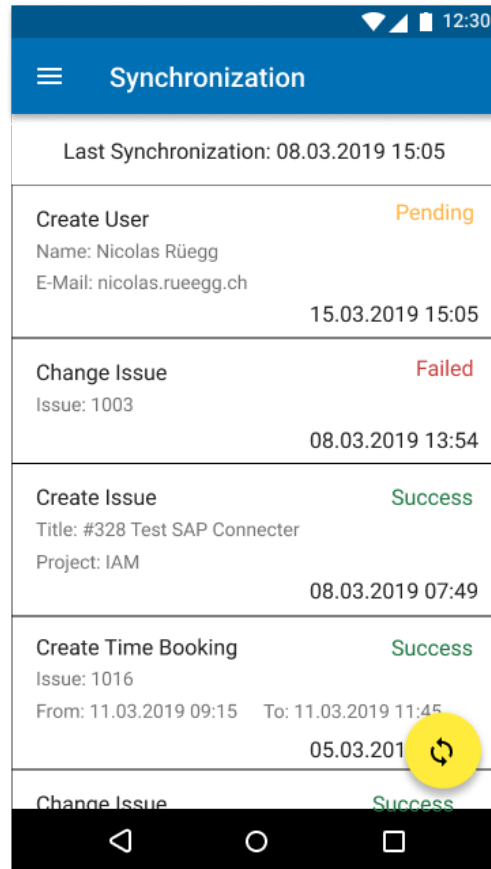 12:30
Synchronization
Last Synchronization: 08.03.2019 15:05
Create User Pending
Name: Nicolas Rüegg
E-Mail: nicolas.rueegg.ch
15.03.2019 15:05
Change Issue Failed
Issue: 1003
08.03.2019 13:54
Create Issue Success
Title: #328 Test SAP Connecter
Project: IAM
08.03.2019 07:49
Create Time Booking Success
Issue: 1016
From: 11.03.2019 09:15 To: 11.03.2019 11:45
05.03.201
Change Issue Success